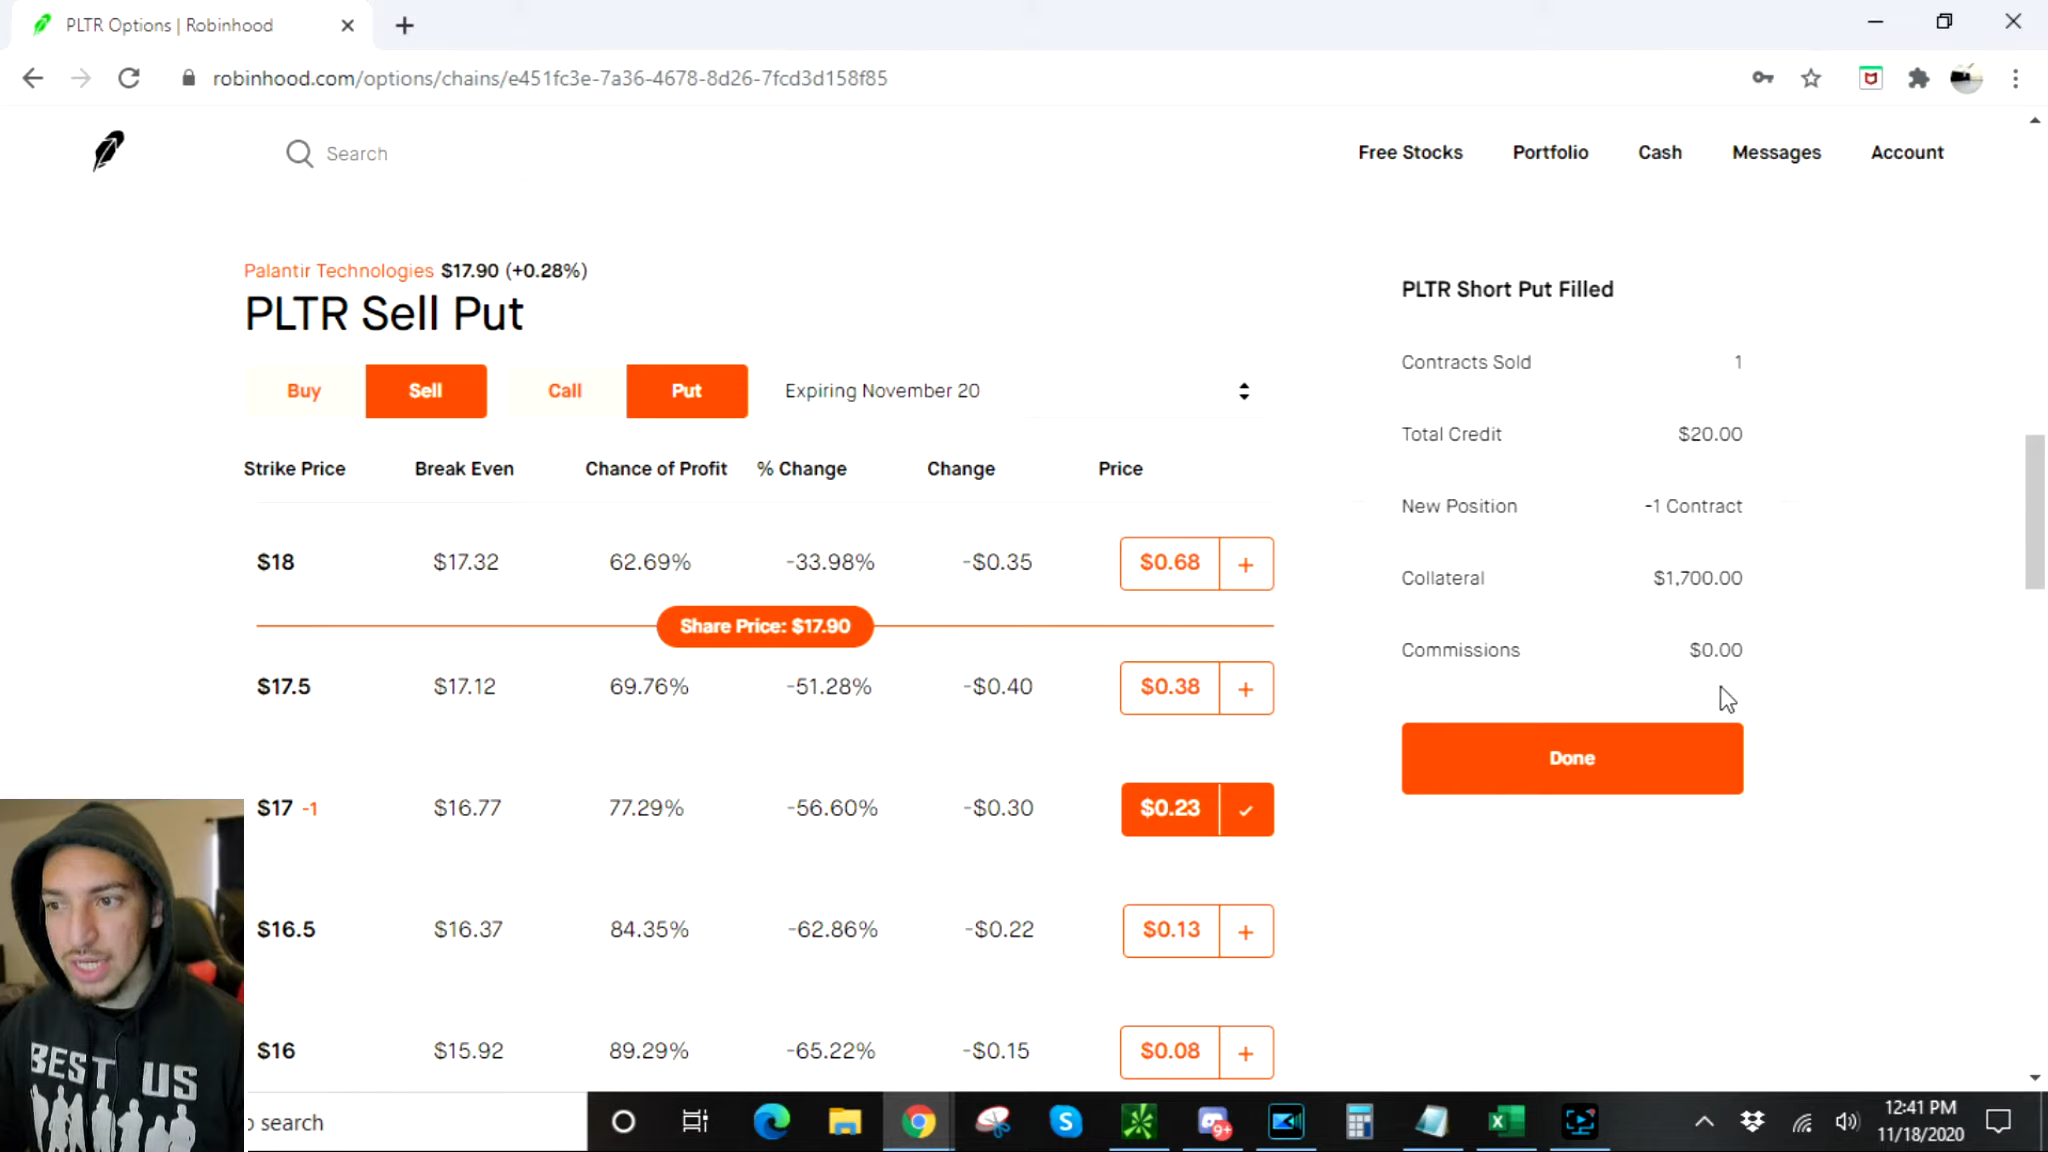 PLTR Options | Robinhood
robinhood.com/options/chains/e451fc3e-7a36-4678-8d26-7fcd3d158f85
Search
Free Stocks
Portfolio
Cash
Messages
Account
Palantir Technologies $17.90 (+0.28%)
PLTR Sell Put
Buy
Sell
Call
Put
Expiring November 20
Strike Price Break Even Chance of Profit % Change Change Price
$18 $17.32 62.69% -33.98% -$0.35 $0.68 +
Share Price: $17.90
$17.5 $17.12 69.76% -51.28% -$0.40 $0.38 +
$17 -1 $16.77 77.29% -56.60% -$0.30 $0.23
$16.5 $16.37 84.35% -62.86% -$0.22 $0.13 +
$16 $15.92 89.29% -65.22% -$0.15 $0.08 +
PLTR Short Put Filled
Contracts Sold 1
Total Credit $20.00
New Position -1 Contract
Collateral $1,700.00
Commissions $0.00
Done
BEST US
search
9+
12:41 PM
11/18/2020